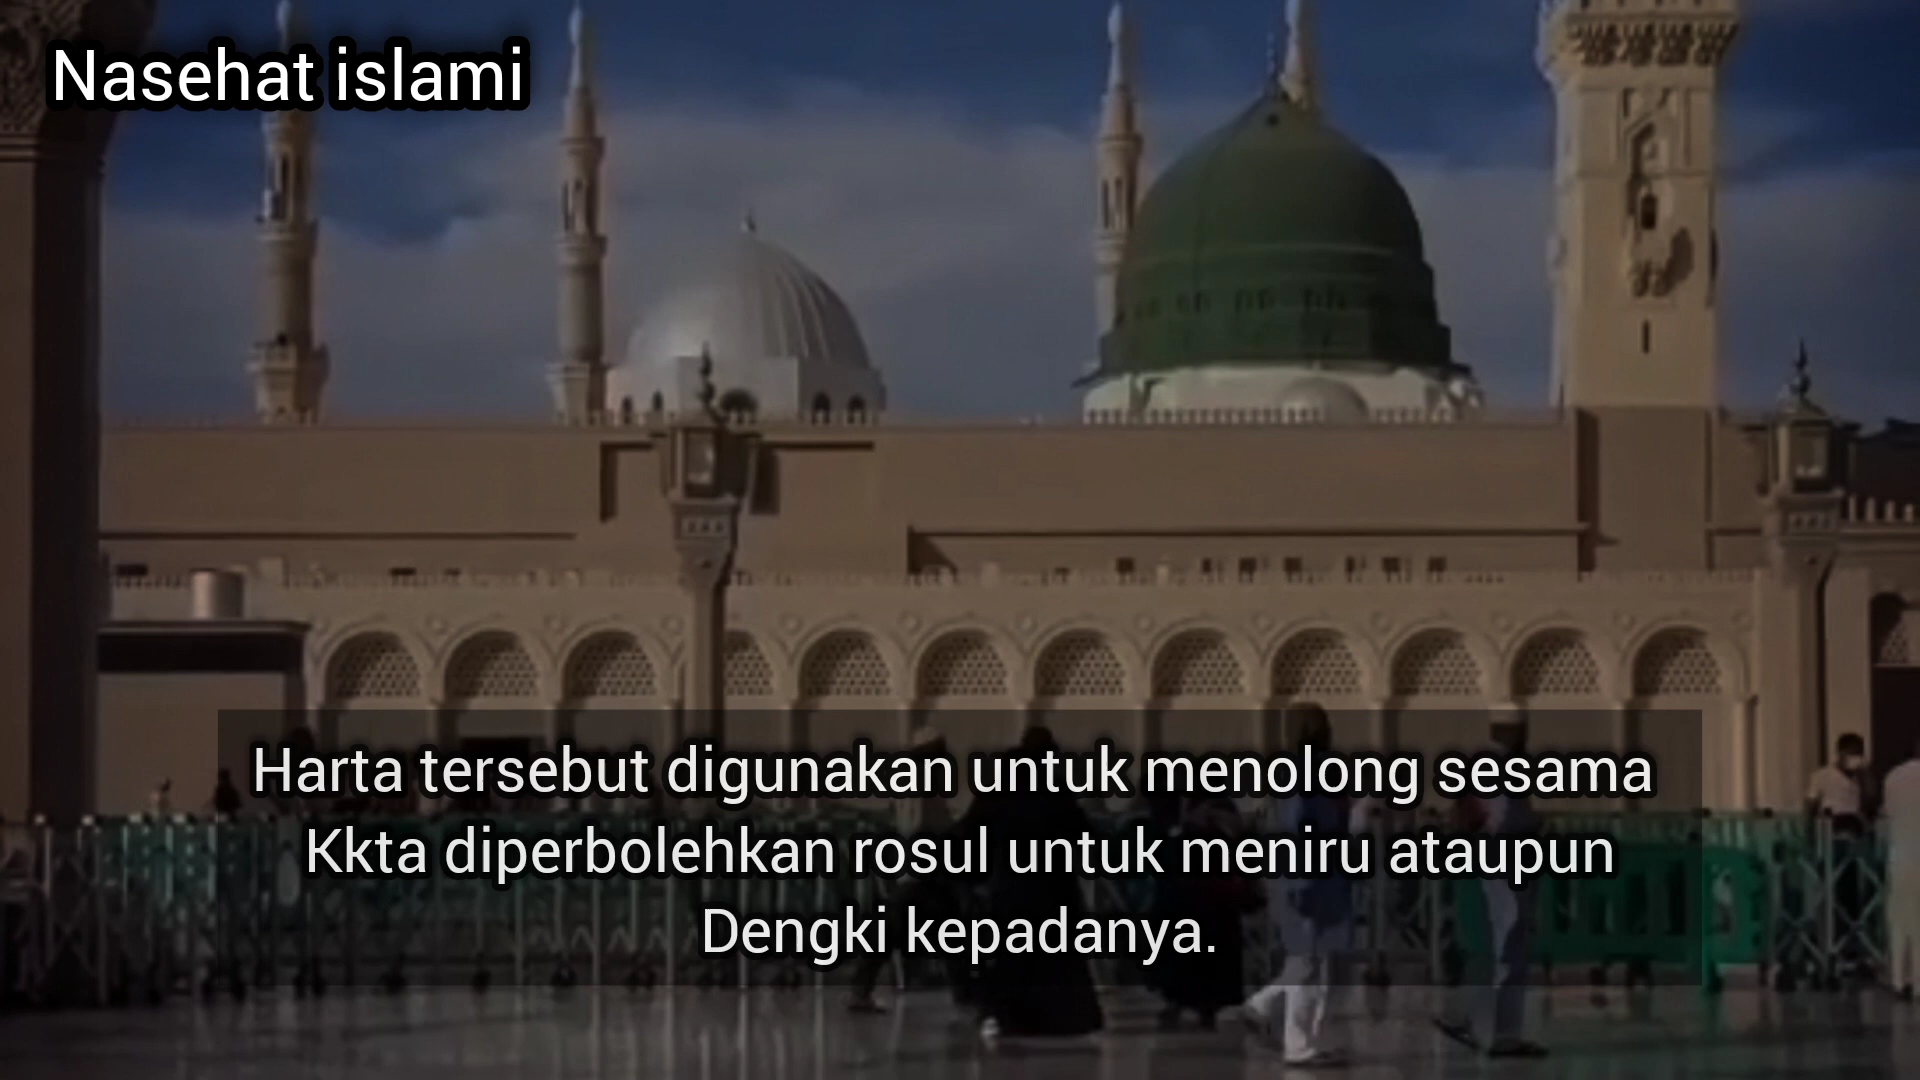 Nasehat islami
Harta tersebut digunakan untuk menolong sesama
Kkta diperbolehkan rosul untuk meniru ataupun
Dengki kepadanya.